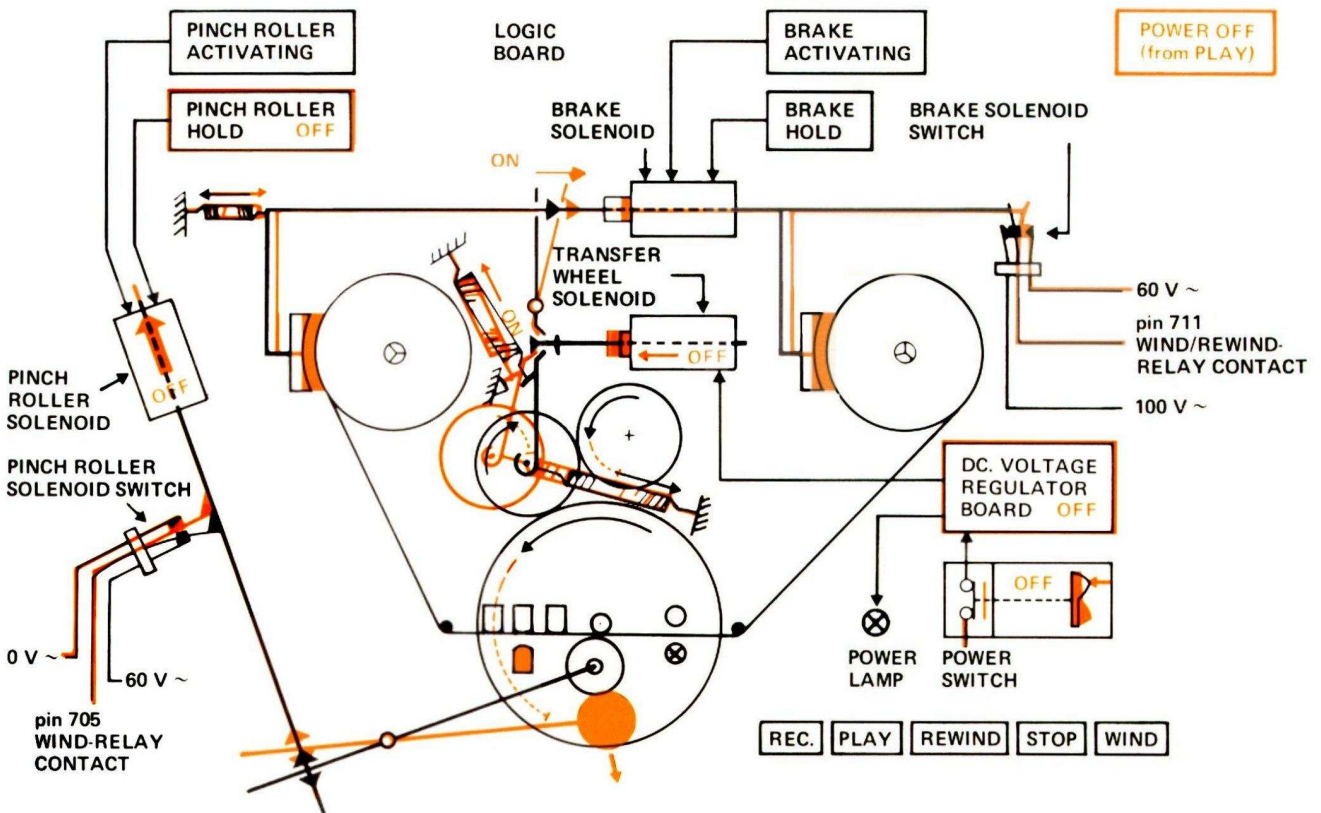 PINCH ROLLER
ACTIVATING
LOGIC
BOARD
BRAKE
ACTIVATING
POWER OFF
(from PLAY)
PINCH ROLLER
HOLD OFF
BRAKE
SOLENOID
BRAKE
HOLD
BRAKE SOLENOID
SWITCH
ON
TRANSFER
WHEEL
SOLENOID
ON
OFF
60 V ~
pin 711
WIND/REWIND-
RELAY CONTACT
100 V ~
OFF
PINCH
ROLLER
SOLENOID
PINCH ROLLER
SOLENOID SWITCH
DC. VOLTAGE
REGULATOR
BOARD OFF
OFF
0 V ~
60 V ~
pin 705
WIND-RELAY
CONTACT
POWER
LAMP
POWER
SWITCH
REC.
PLAY
REWIND
STOP
WIND